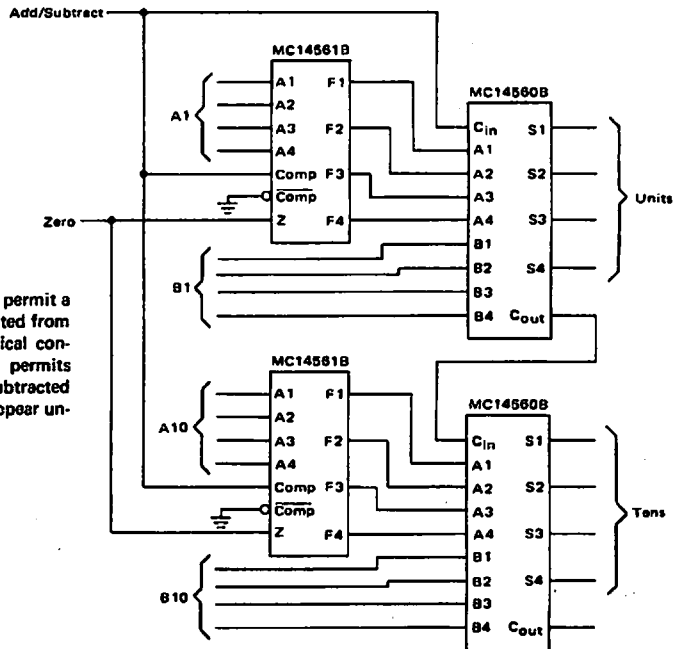 Add/Subtract
MC14561B
A1 F1
A2
A3 F2
A4
Comp F3
Comp
Z F4
A1
Zero
B1
MC14560B
Cin S1
A1
A2 S2
A3
A4 S3
B1
B2 S4
B3
B4 Cout
Units
permit a
ted from
ical con-
permits
ubtracted
ppear un-
MC14561B
A1 F1
A2
A3 F2
A4
Comp F3
Comp
Z F4
A10
B10
MC14560B
Cin S1
A1
A2 S2
A3
A4 S3
B1
B2 S4
B3
B4 Cout
Tens